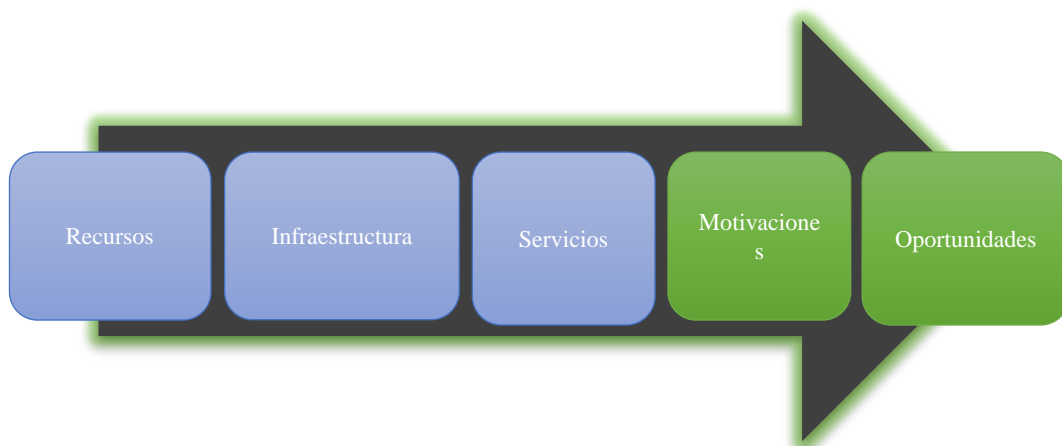 Recursos
Infraestructura
Servicios
Motivacione
s
Oportunidades